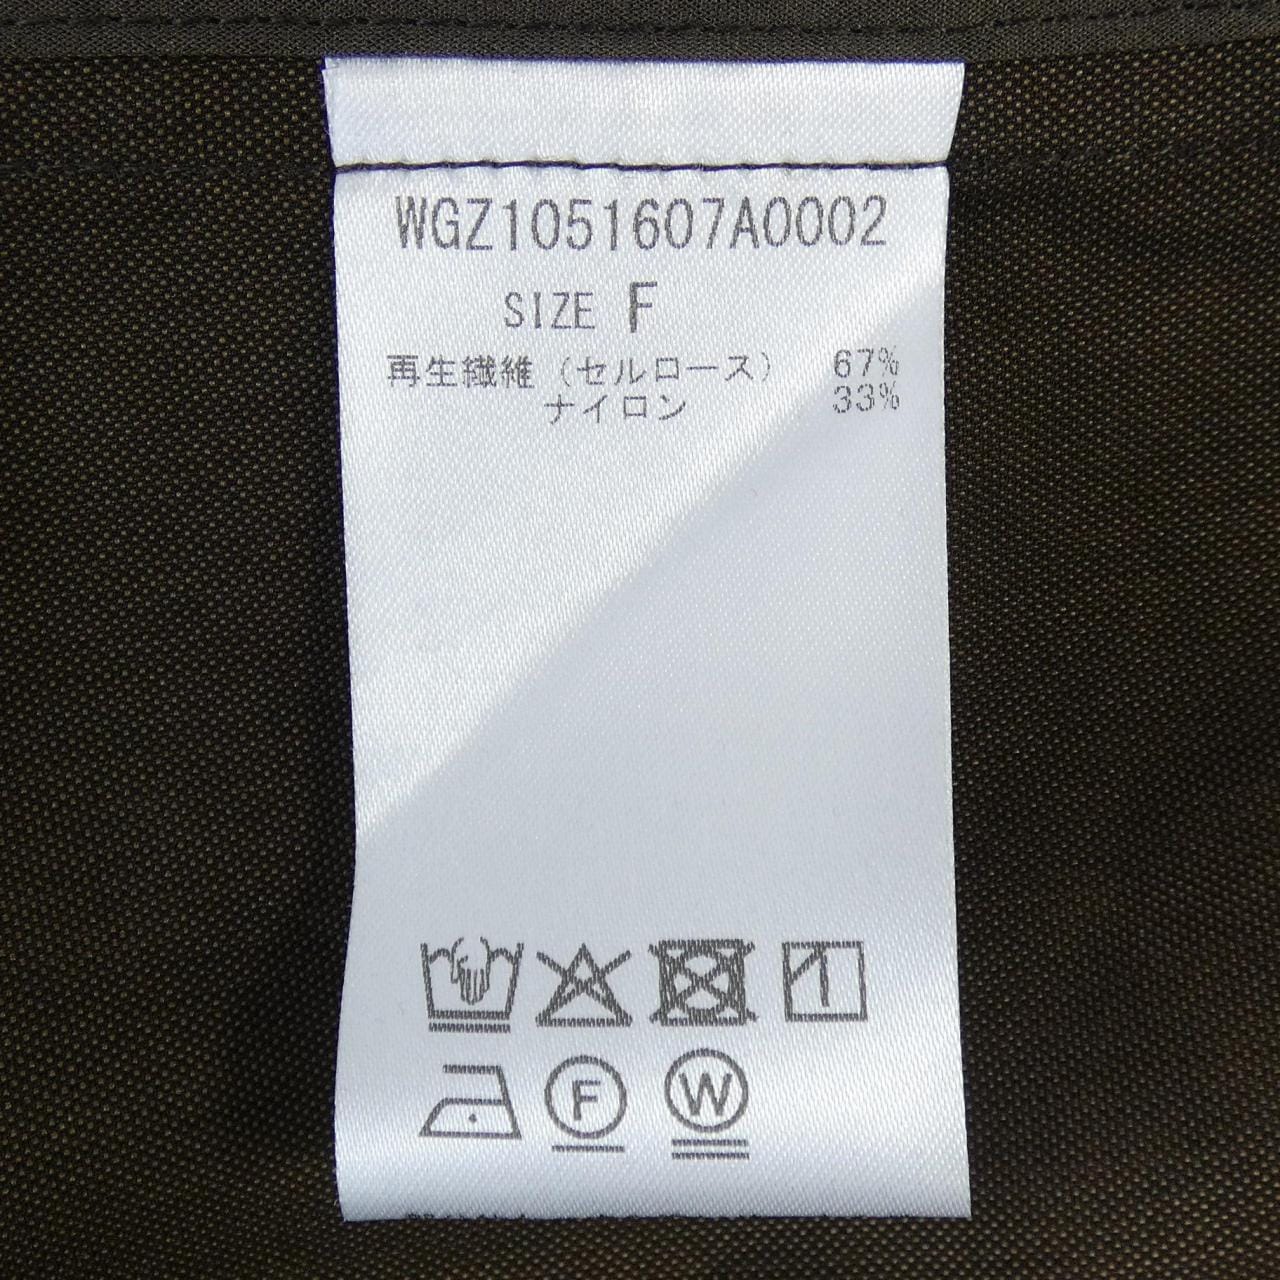 WGZ1051607A0002
SIZE F
再生繊維（セルロース） 67%
ナイロン 33%
F W